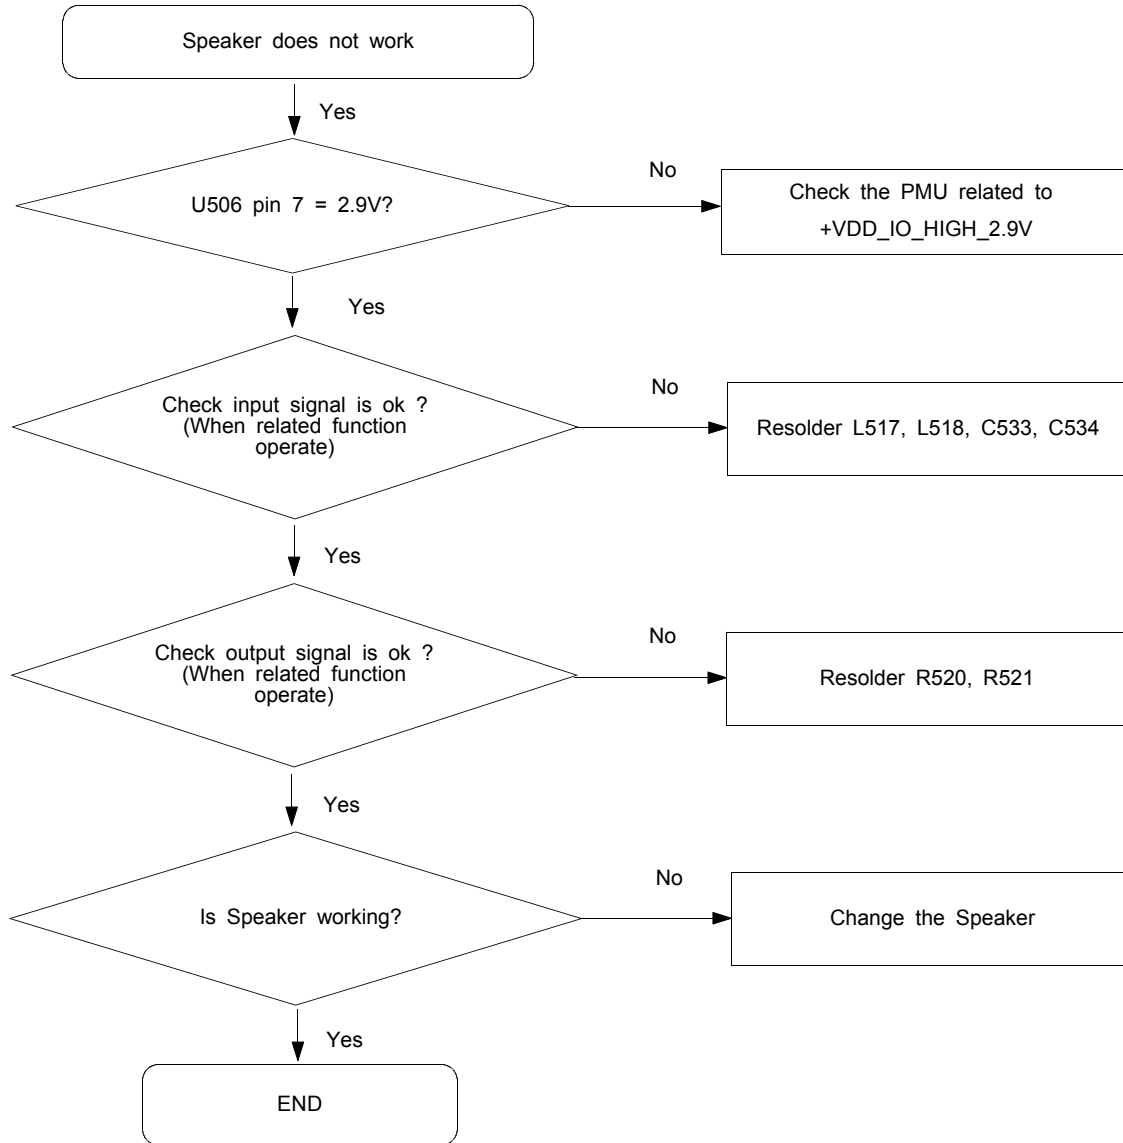 Speaker does not work
Yes
U506 pin 7 = 2.9V?
No
Check the PMU related to
+VDD_IO_HIGH_2.9V
Yes
Check input signal is ok ?
(When related function
operate)
No
Resolder L517, L518, C533, C534
Yes
Check output signal is ok ?
(When related function
operate)
No
Resolder R520, R521
Yes
Is Speaker working?
No
Change the Speaker
Yes
END